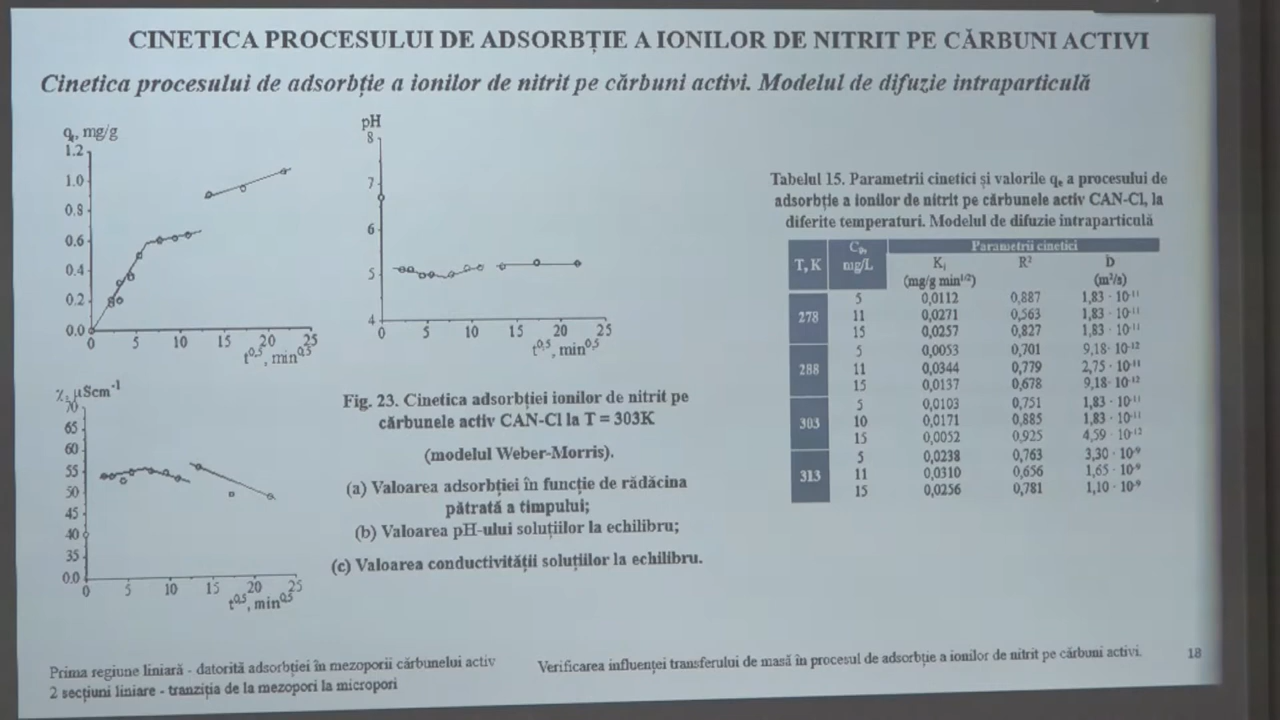 CINETICA PROCESULUI DE ADSORBȚIE A IONILOR DE NITRIT PE CĂRBUNI ACTIVI
Cinetica procesului de adsorbție a ionilor de nitrit pe cărbuni activi. Modelul de difuzie intraparticulă
qₜ, mg/g
1.2
1.0
0.8
0.6
0.4
0.2
0.0
0 5 10 15 20 25
t^0,5, min^0.5
pH
8
7
6
5
4
0 5 10 15 20 25
t^0,5, min^0.5
χ, μScm⁻¹
70
65
60
55
50
45
40
35
0.0
0 5 10 15 20 25
t^0,5, min^0.5
Fig. 23. Cinetica adsorbției ionilor de nitrit pe
cărbunele activ CAN-Cl la T = 303K
(modelul Weber-Morris).
(a) Valoarea adsorbției în funcție de rădăcina
pătrată a timpului;
(b) Valoarea pH-ului soluțiilor la echilibru;
(c) Valoarea conductivității soluțiilor la echilibru.
Tabelul 15. Parametrii cinetici și valorile qₑ a procesului de
adsorbție a ionilor de nitrit pe cărbunele activ CAN-Cl, la
diferite temperaturi. Modelul de difuzie intraparticulă
T, K C₀, mg/L Parametrii cinetici
Kᵢ (mg/g min^1/2) R² D (m²/s)
278 5 0,0112 0,887 1,83 · 10⁻¹¹
11 0,0271 0,563 1,83 · 10⁻¹¹
15 0,0257 0,827 1,83 · 10⁻¹¹
288 5 0,0053 0,701 9,18· 10⁻¹²
11 0,0344 0,779 2,75 · 10⁻¹¹
15 0,0137 0,678 9,18· 10⁻¹²
303 5 0,0103 0,751 1,83 · 10⁻¹¹
10 0,0171 0,885 1,83 · 10⁻¹¹
15 0,0052 0,925 4,59 · 10⁻¹²
313 5 0,0238 0,763 3,30 · 10⁻⁹
11 0,0310 0,656 1,65 · 10⁻⁹
15 0,0256 0,781 1,10 · 10⁻⁹
Prima regiune liniară - datorită adsorbției în mezoporii cărbunelui activ
2 secțiuni liniare - tranziția de la mezopori la micropori
Verificarea influenței transferului de masă în procesul de adsorbție a ionilor de nitrit pe cărbuni activi.
18